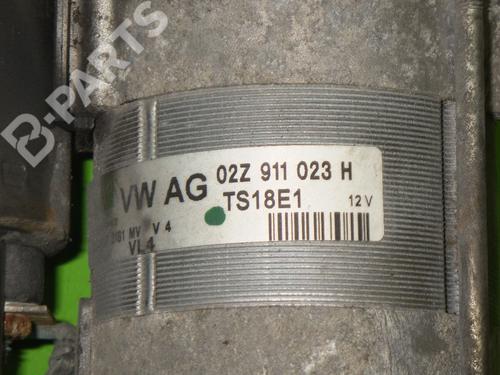 B-PARTS
VW AG 02Z 911 023 H
TS18E1 12 V
MV V 4
VL4